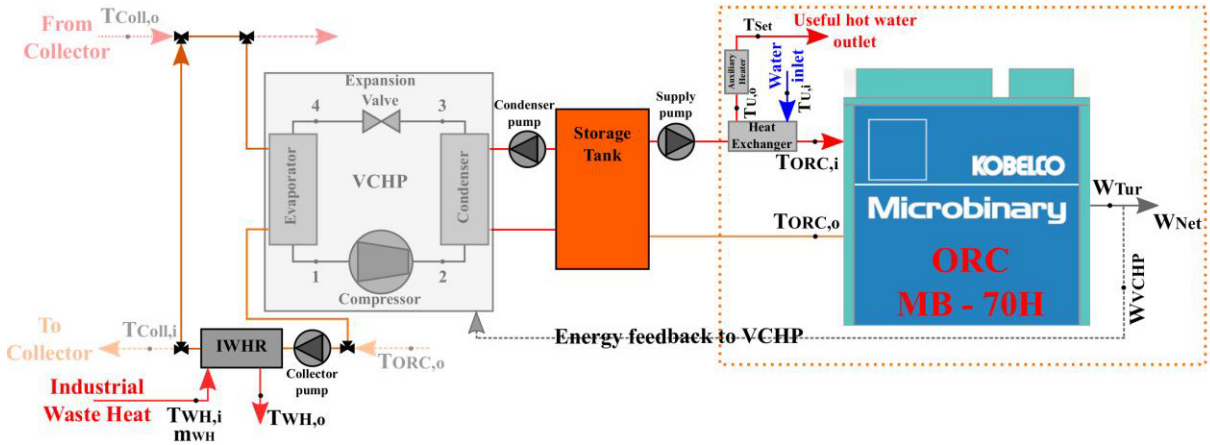 From
Collector
TColl,o
Expansion
Valve
4
3
Evaporator
VCHP
Condenser
1
2
Compressor
Condenser
pump
Storage
Tank
Supply
pump
TSet
Useful hot water
outlet
Auxiliary
Heater
Water
inlet
TU,o
TU,i
Heat
Exchanger
TORC,i
TORC,o
KOBELCO
Microbinary
ORC
MB - 70H
WTur
WNet
WVCHP
Energy feedback to VCHP
To
Collector
TColl,i
IWHR
Collector
pump
TORC,o
Industrial
Waste Heat
TWH,i
mWH
TWH,o